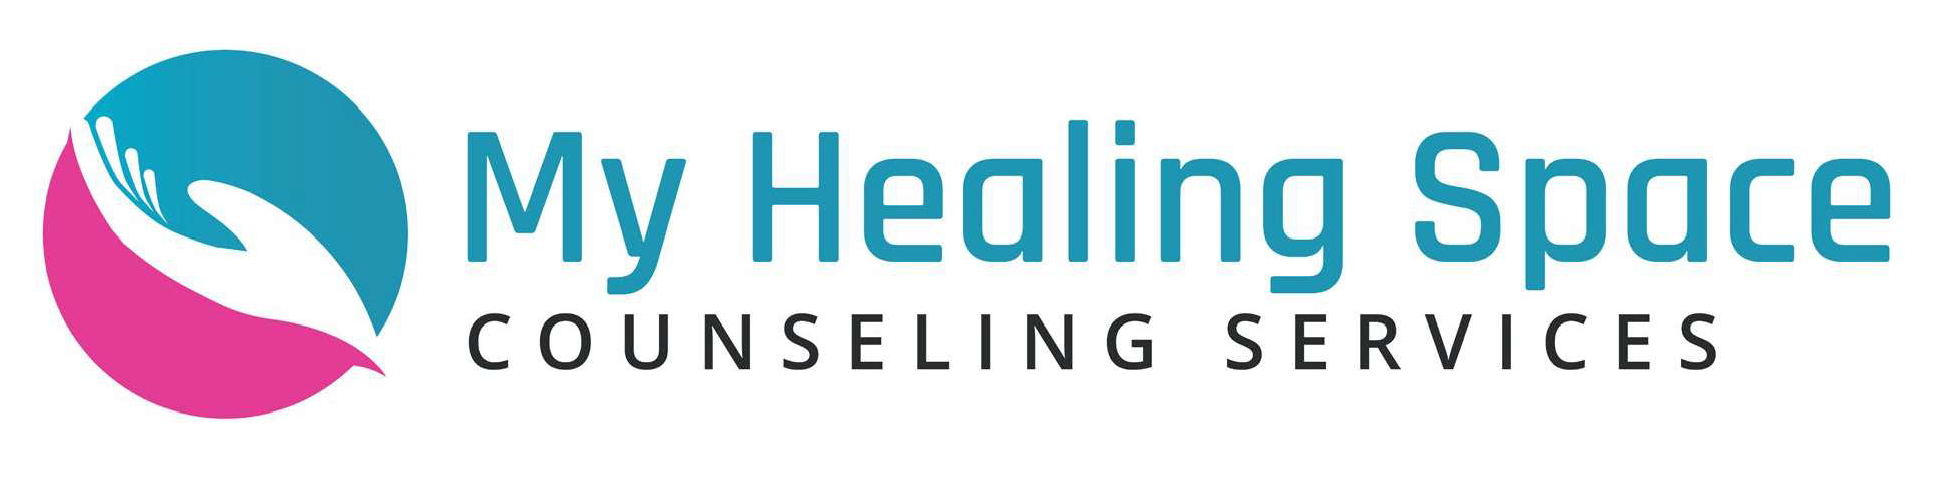 My Healing Space
COUNSELING SERVICES